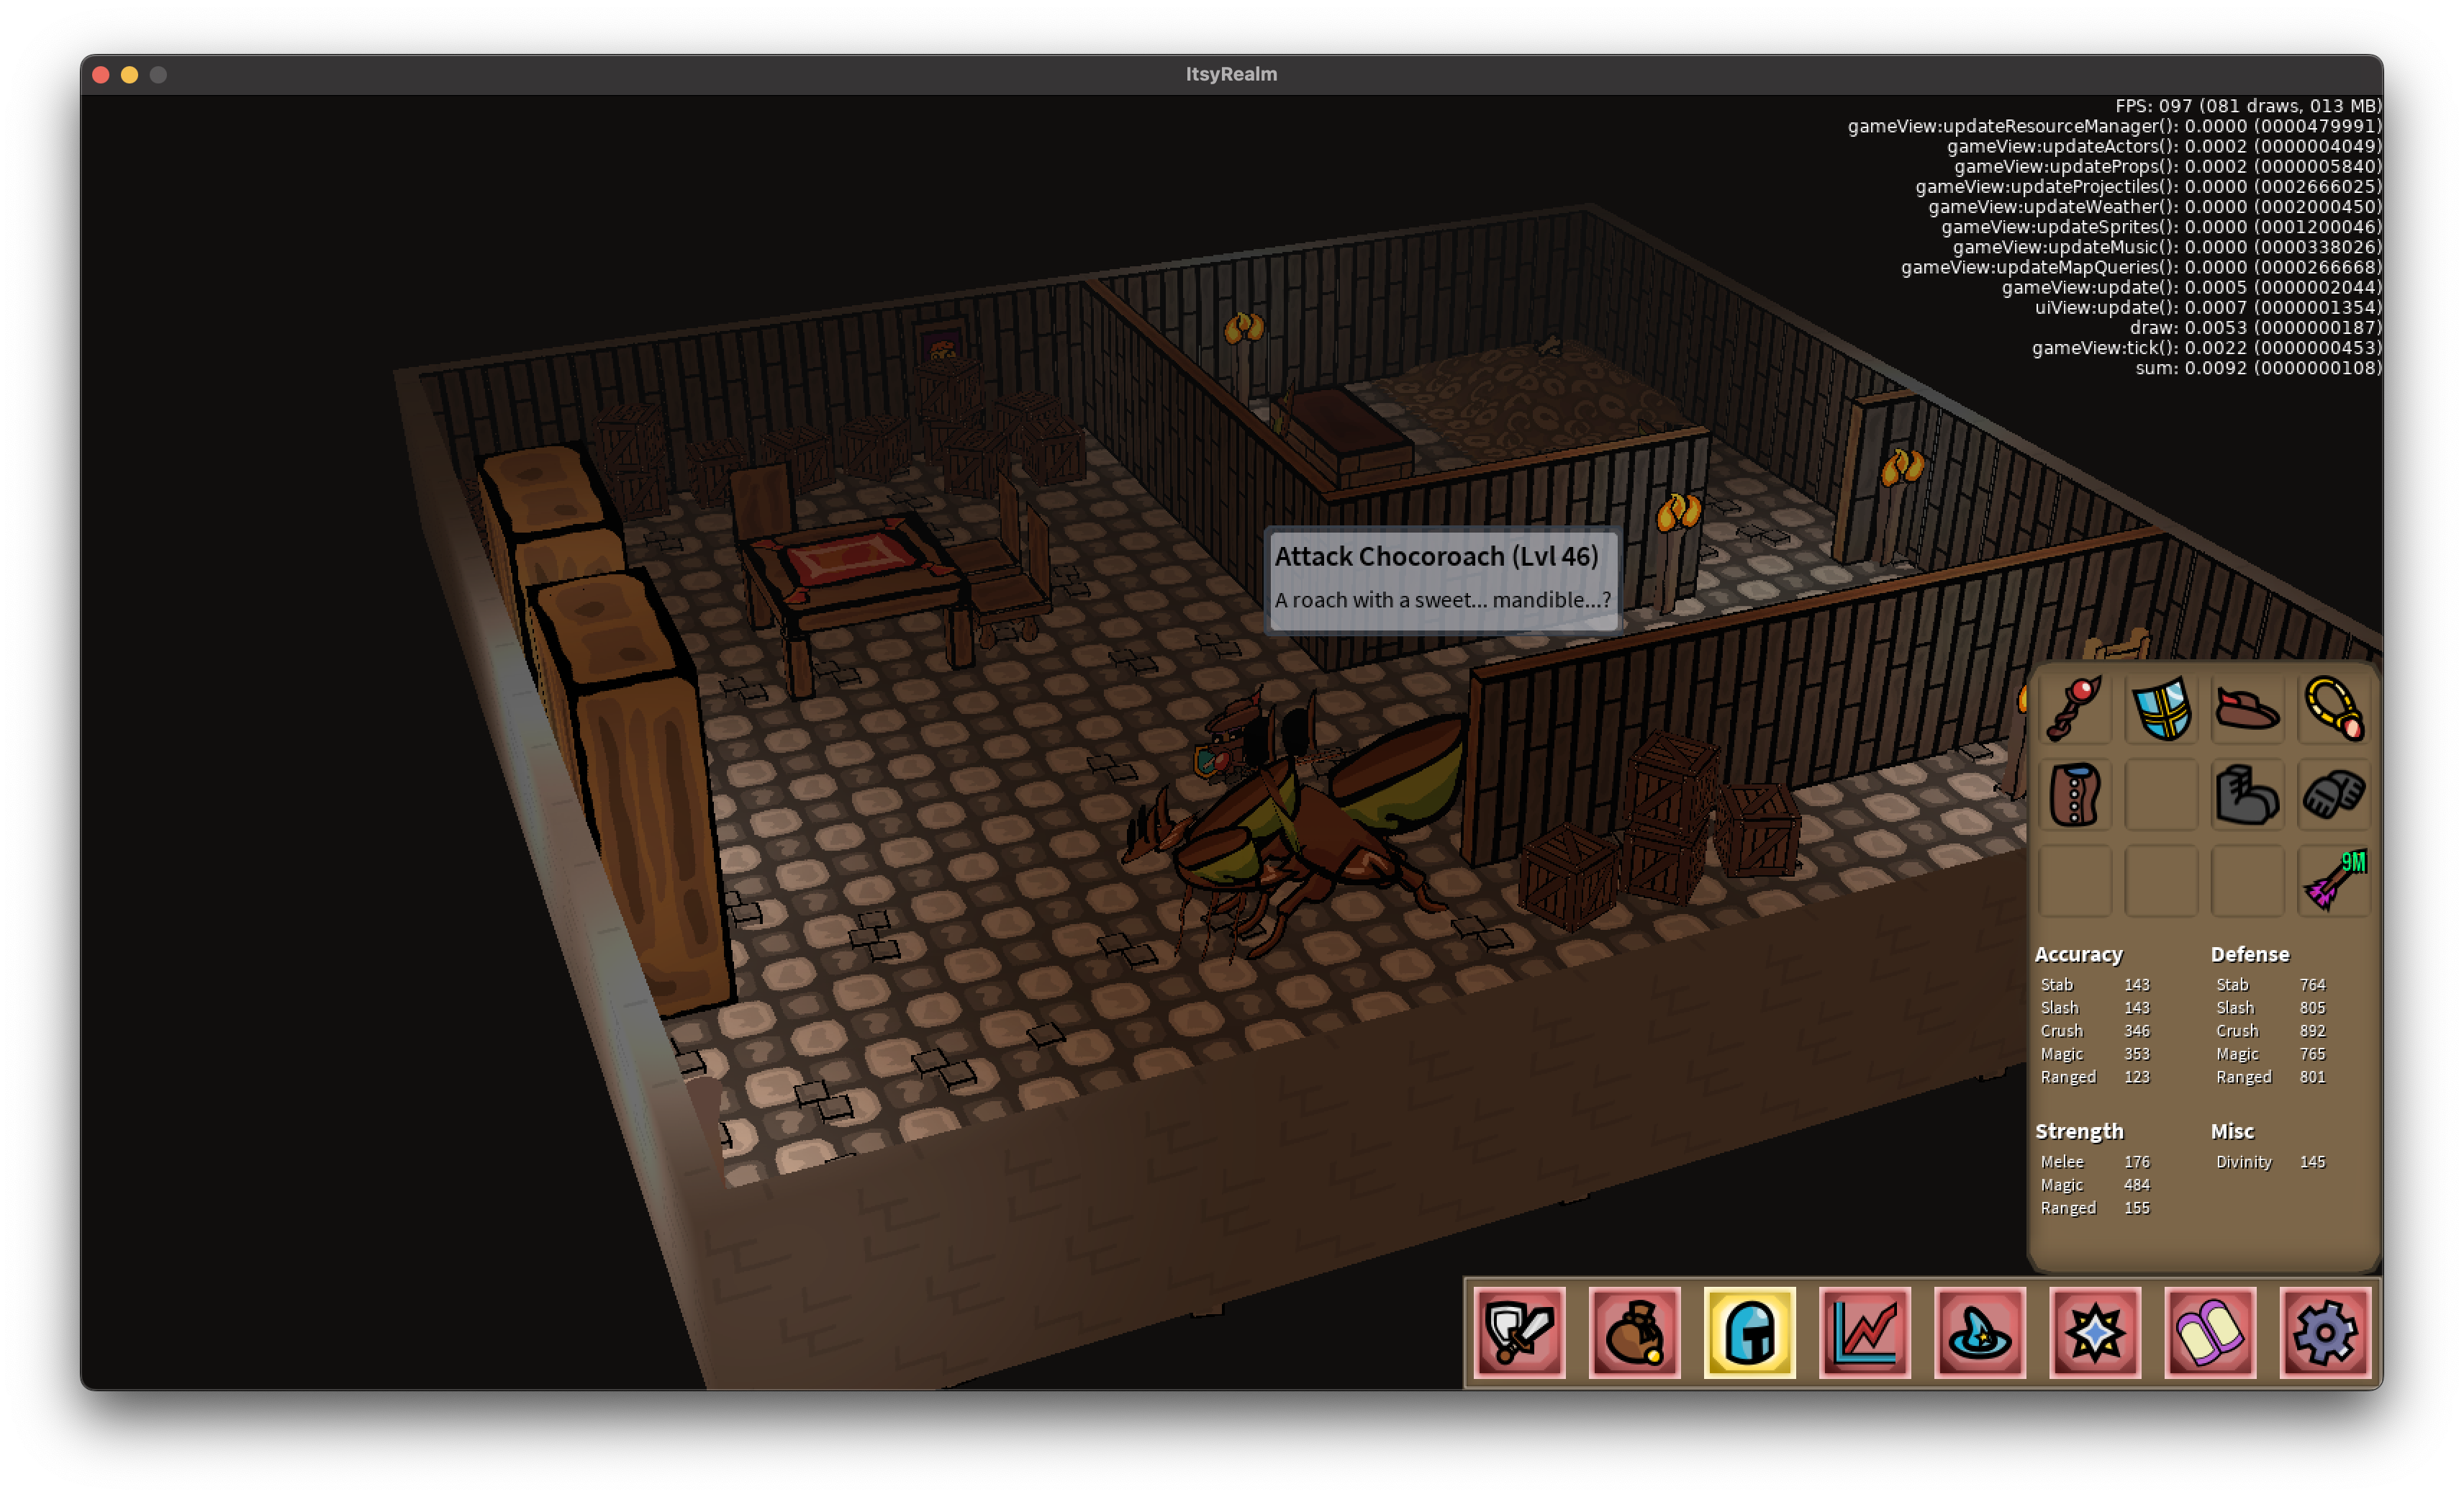 ItsyRealm
FPS: 097 (081 draws, 013 MB)
gameView:updateResourceManager(): 0.0000 (0000479991)
gameView:updateActors(): 0.0002 (0000004049)
gameView:updateProps(): 0.0002 (0000005840)
gameView:updateProjectiles(): 0.0000 (0002666025)
gameView:updateWeather(): 0.0000 (0002000450)
gameView:updateSprites(): 0.0000 (0001200046)
gameView:updateMusic(): 0.0000 (0000338026)
gameView:updateMapQueries(): 0.0000 (0000266668)
gameView:update(): 0.0005 (0000002044)
uiView:update(): 0.0007 (0000001354)
draw: 0.0053 (0000000187)
gameView:tick(): 0.0022 (0000000453)
sum: 0.0092 (0000000108)
Attack Chocoroach (Lvl 46)
A roach with a sweet... mandible...?
9M
Accuracy
Stab 143
Slash 143
Crush 346
Magic 353
Ranged 123
Defense
Stab 764
Slash 805
Crush 892
Magic 765
Ranged 801
Strength
Melee 176
Magic 484
Ranged 155
Misc
Divinity 145